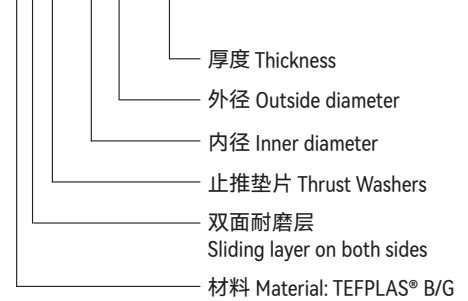 厚度 Thickness
外径 Outside diameter
内径 Inner diameter
止推垫片 Thrust Washers
双面耐磨层
Sliding layer on both sides
材料 Material: TEFPLAS® B/G